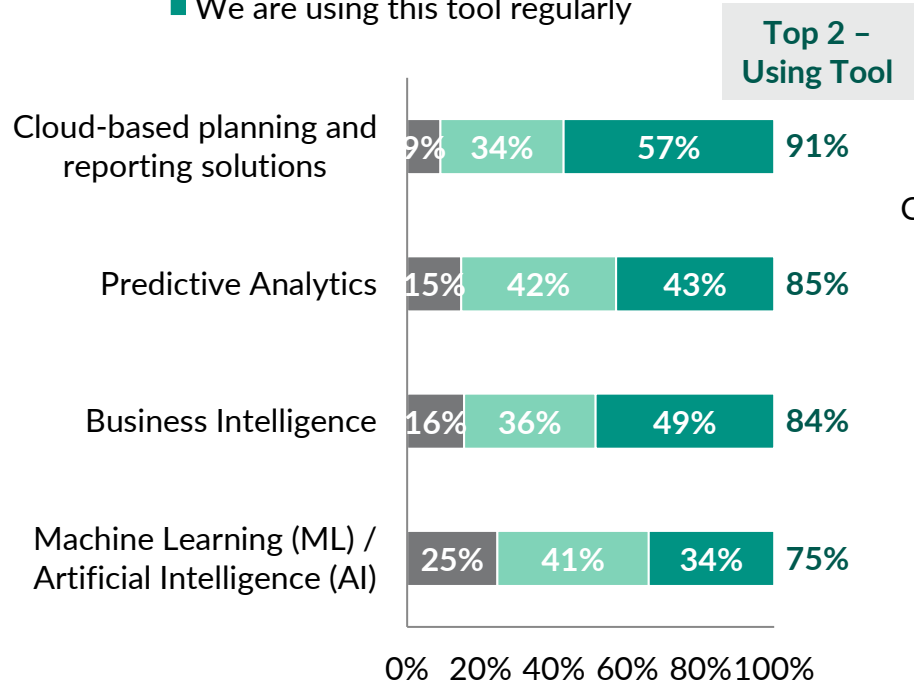 We are using this tool regularly
Top 2 –
Using Tool
Cloud-based planning and
reporting solutions
9% 34% 57% 91%
Predictive Analytics
15% 42% 43% 85%
Business Intelligence
16% 36% 49% 84%
Machine Learning (ML) /
Artificial Intelligence (AI)
25% 41% 34% 75%
0% 20% 40% 60% 80% 100%